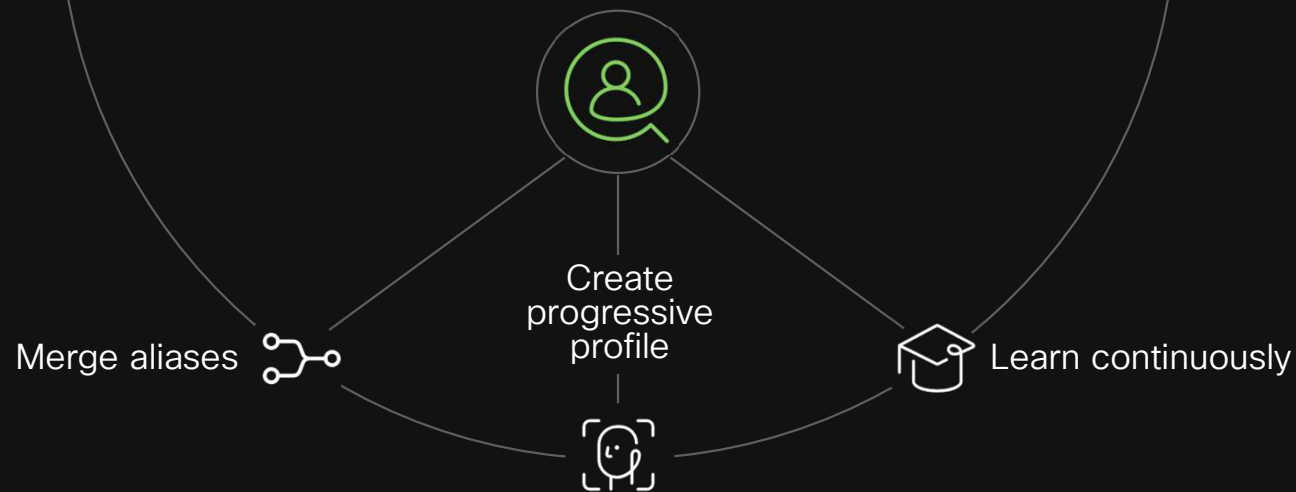 Create
progressive
profile
Merge aliases
Learn continuously